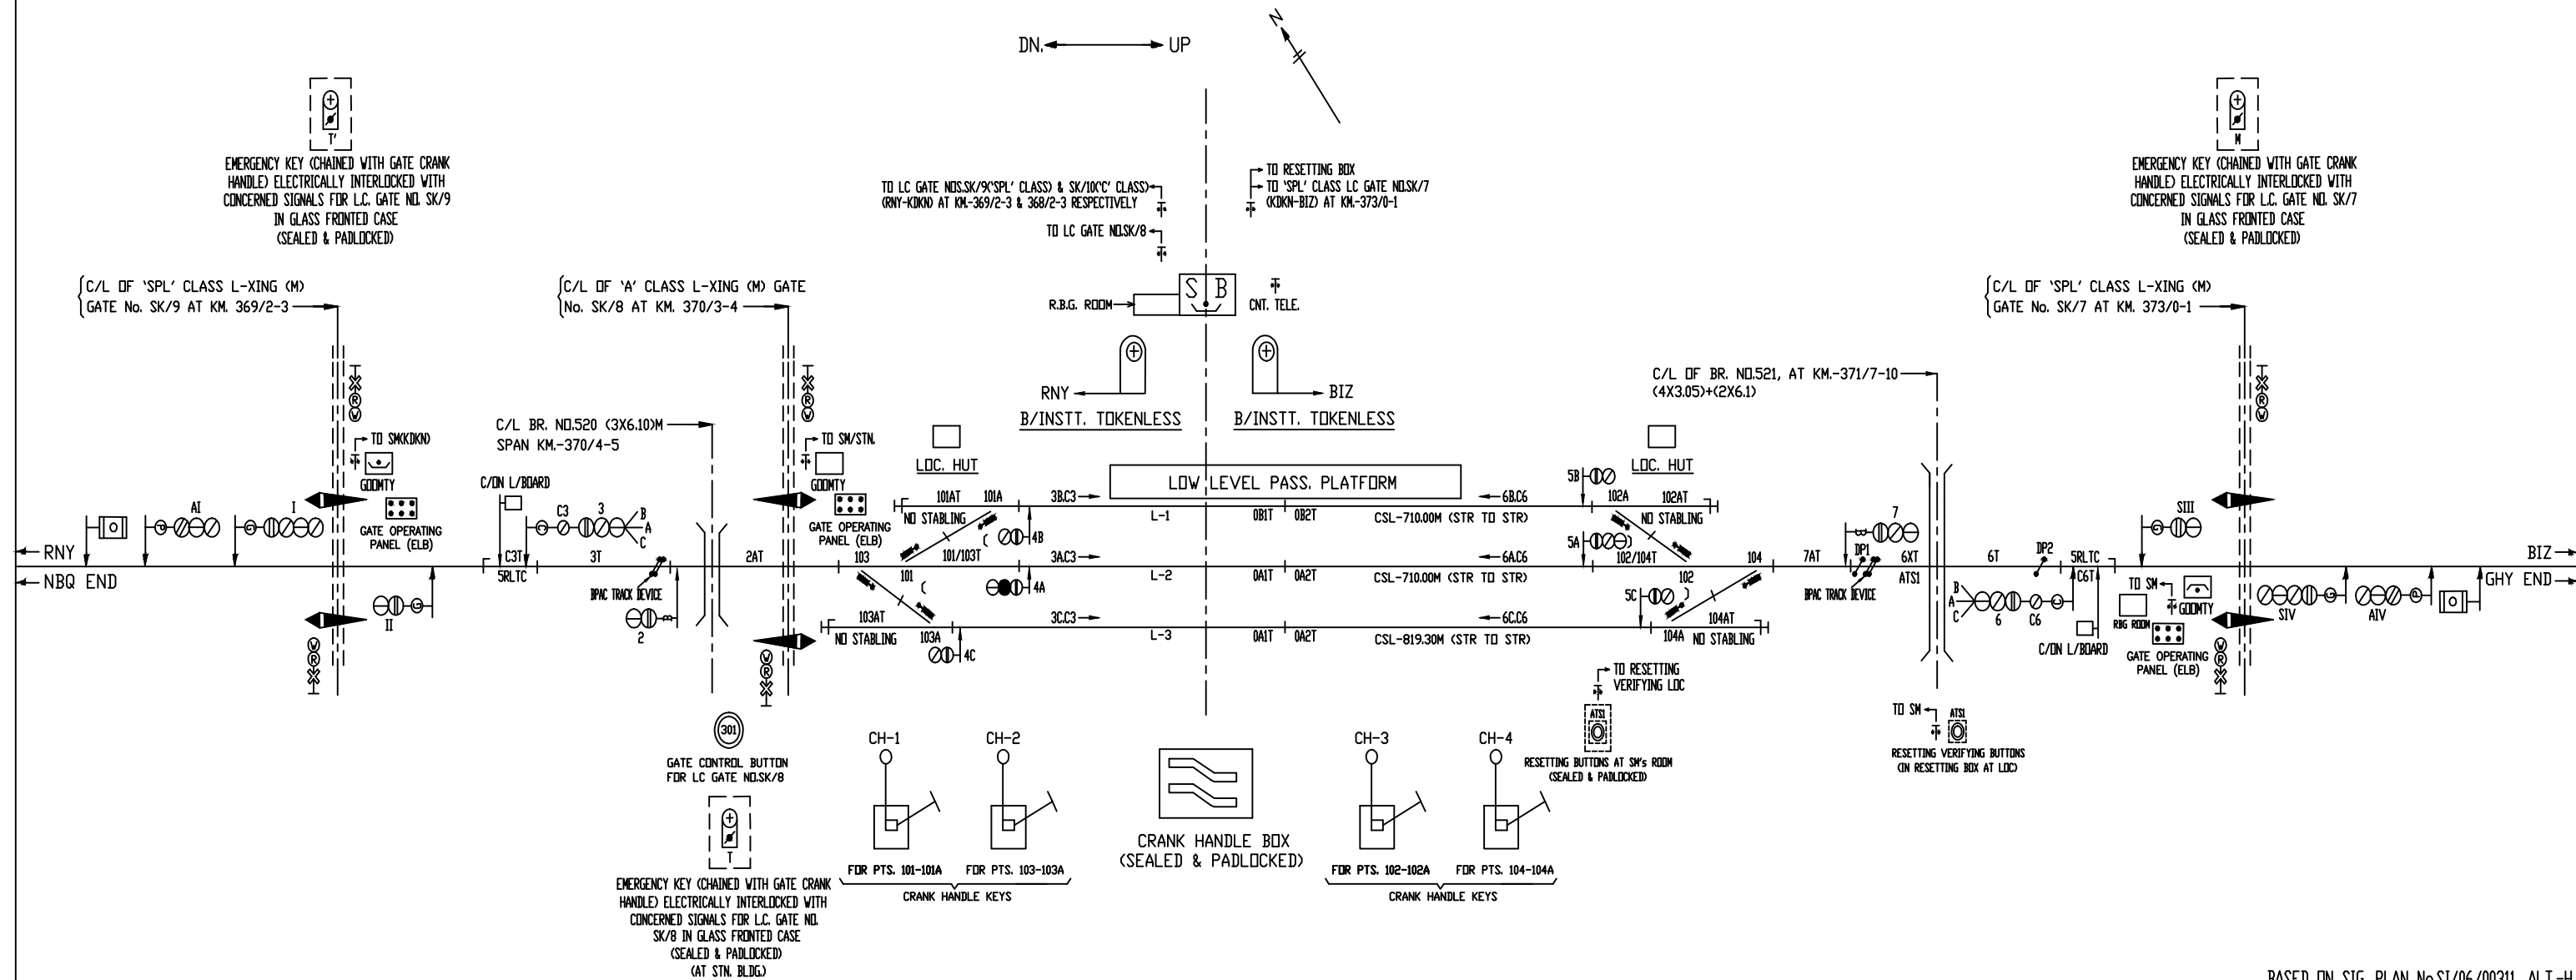 DN. UP
N
T'
EMERGENCY KEY (CHAINED WITH GATE CRANK
HANDLE) ELECTRICALLY INTERLOCKED WITH
CONCERNED SIGNALS FOR L.C. GATE NO. SK/9
IN GLASS FRONTED CASE
(SEALED & PADLOCKED)
M
EMERGENCY KEY (CHAINED WITH GATE CRANK
HANDLE) ELECTRICALLY INTERLOCKED WITH
CONCERNED SIGNALS FOR L.C. GATE NO. SK/7
IN GLASS FRONTED CASE
(SEALED & PADLOCKED)
TO LC GATE NOS.SK/9('SPL' CLASS) & SK/10('C' CLASS)
(RNY-KDKN) AT KM.-369/2-3 & 368/2-3 RESPECTIVELY
TO LC GATE NO.SK/8
TO RESETTING BOX
TO 'SPL' CLASS LC GATE NO.SK/7
(KDKN-BIZ) AT KM.-373/0-1
S B
R.B.G. ROOM
CNT. TELE.
C/L OF 'SPL' CLASS L-XING (M)
GATE No. SK/9 AT KM. 369/2-3
C/L OF 'A' CLASS L-XING (M) GATE
No. SK/8 AT KM. 370/3-4
C/L OF 'SPL' CLASS L-XING (M)
GATE No. SK/7 AT KM. 373/0-1
RNY
B/INSTT. TOKENLESS
BIZ
B/INSTT. TOKENLESS
C/L OF BR. NO.521, AT KM.-371/7-10
(4X3.05)+(2X6.1)
C/L BR. NO.520 (3X6.10)M
SPAN KM.-370/4-5
R
W
R
W
R
W
TO SM(KDKN)
GOOMTY
GATE OPERATING
PANEL (ELB)
TO SM/STN.
GOOMTY
GATE OPERATING
PANEL (ELB)
LOC. HUT
LOC. HUT
LOW LEVEL PASS. PLATFORM
C/ON L/BOARD
AI
P
I
G
C3
C
3
B
A
C
101AT
101A
3B.C3
6B.C6
5B
102A
102AT
NO STABLING
L-1
0B1T
0B2T
CSL-710.00M (STR TO STR)
NO STABLING
4B
5A
7
B
SIII
G
RNY
NBQ END
C3T
5RLTC
3T
2AT
103
101/103T
101
3A.C3
L-2
0A1T
0A2T
6A.C6
CSL-710.00M (STR TO STR)
102/104T
102
104
7AT
DP1
6XT
ATS1
6T
DP2
5RLTC
C6T
BIZ
GHY END
BPAC TRACK DEVICE
BPAC TRACK DEVICE
4A
5C
II
G
2
B
103AT
NO STABLING
103A
3C.C3
L-3
0A1T
0A2T
6C.C6
CSL-819.30M (STR TO STR)
104A
104AT
NO STABLING
4C
B
A
C
6
C6
C
C/ON L/BOARD
TO SM
GOOMTY
RBG ROOM
GATE OPERATING
PANEL (ELB)
SIV
G
AIV
P
W
R
W
R
W
R
TO RESETTING
VERIFYING LOC
ATS1
RESETTING BUTTONS AT SM's ROOM
(SEALED & PADLOCKED)
TO SM
ATS1
RESETTING VERIFYING BUTTONS
(IN RESETTING BOX AT LOC)
301
GATE CONTROL BUTTON
FOR LC GATE NO.SK/8
T
EMERGENCY KEY (CHAINED WITH GATE CRANK
HANDLE) ELECTRICALLY INTERLOCKED WITH
CONCERNED SIGNALS FOR L.C. GATE NO.
SK/8 IN GLASS FRONTED CASE
(SEALED & PADLOCKED)
(AT STN. BLDG.)
CH-1
CH-2
FOR PTS. 101-101A
FOR PTS. 103-103A
CRANK HANDLE KEYS
CRANK HANDLE BOX
(SEALED & PADLOCKED)
CH-3
CH-4
FOR PTS. 102-102A
FOR PTS. 104-104A
CRANK HANDLE KEYS
BASED ON SIG. PLAN No.SI/06/00311, ALT.-H